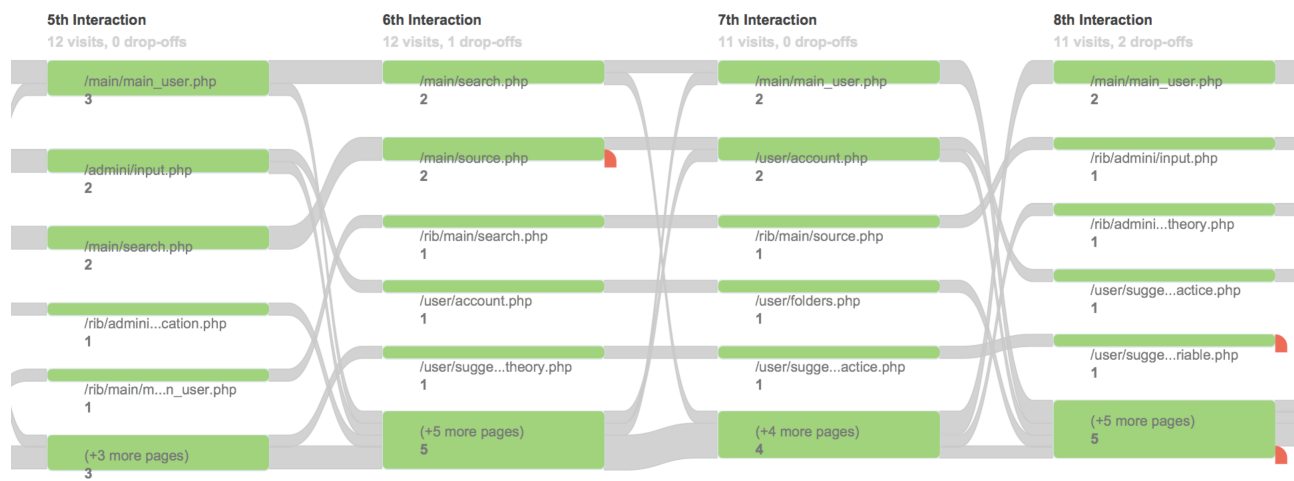 5th Interaction
12 visits, 0 drop-offs
/main/main_user.php
3
/admini/input.php
2
/main/search.php
2
/rib/admini...cation.php
1
/rib/main/m...n_user.php
1
(+3 more pages)
3
6th Interaction
12 visits, 1 drop-offs
/main/search.php
2
/main/source.php
2
/rib/main/search.php
1
/user/account.php
1
/user/sugge...theory.php
1
(+5 more pages)
5
7th Interaction
11 visits, 0 drop-offs
/main/main_user.php
2
/user/account.php
2
/rib/main/source.php
1
/user/folders.php
1
/user/sugge...actice.php
1
(+4 more pages)
4
8th Interaction
11 visits, 2 drop-offs
/main/main_user.php
2
/rib/admini/input.php
1
/rib/admini...theory.php
1
/user/sugge...actice.php
1
/user/sugge...riable.php
1
(+5 more pages)
5